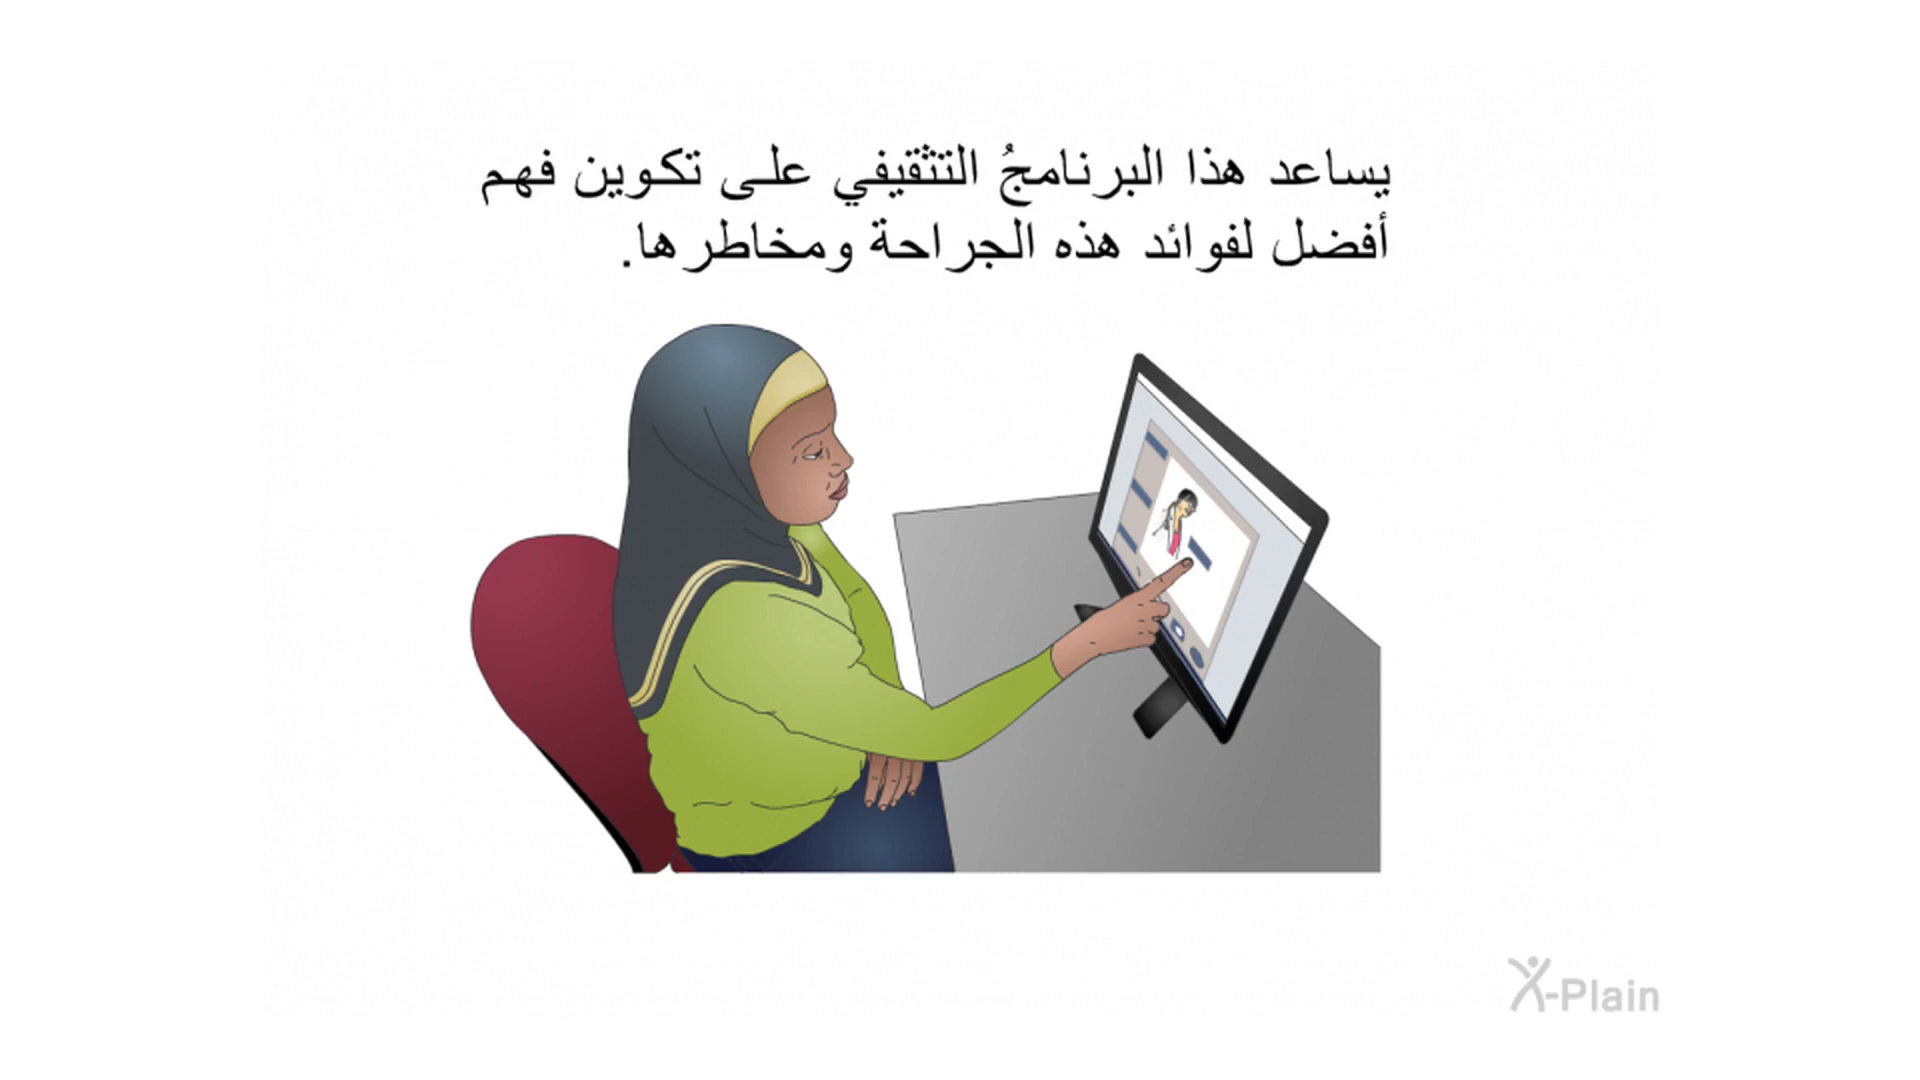 يساعد هذا البرنامجُ التثقيفي على تكوين فهم
أفضل لفوائد هذه الجراحة ومخاطرها.
X-Plain